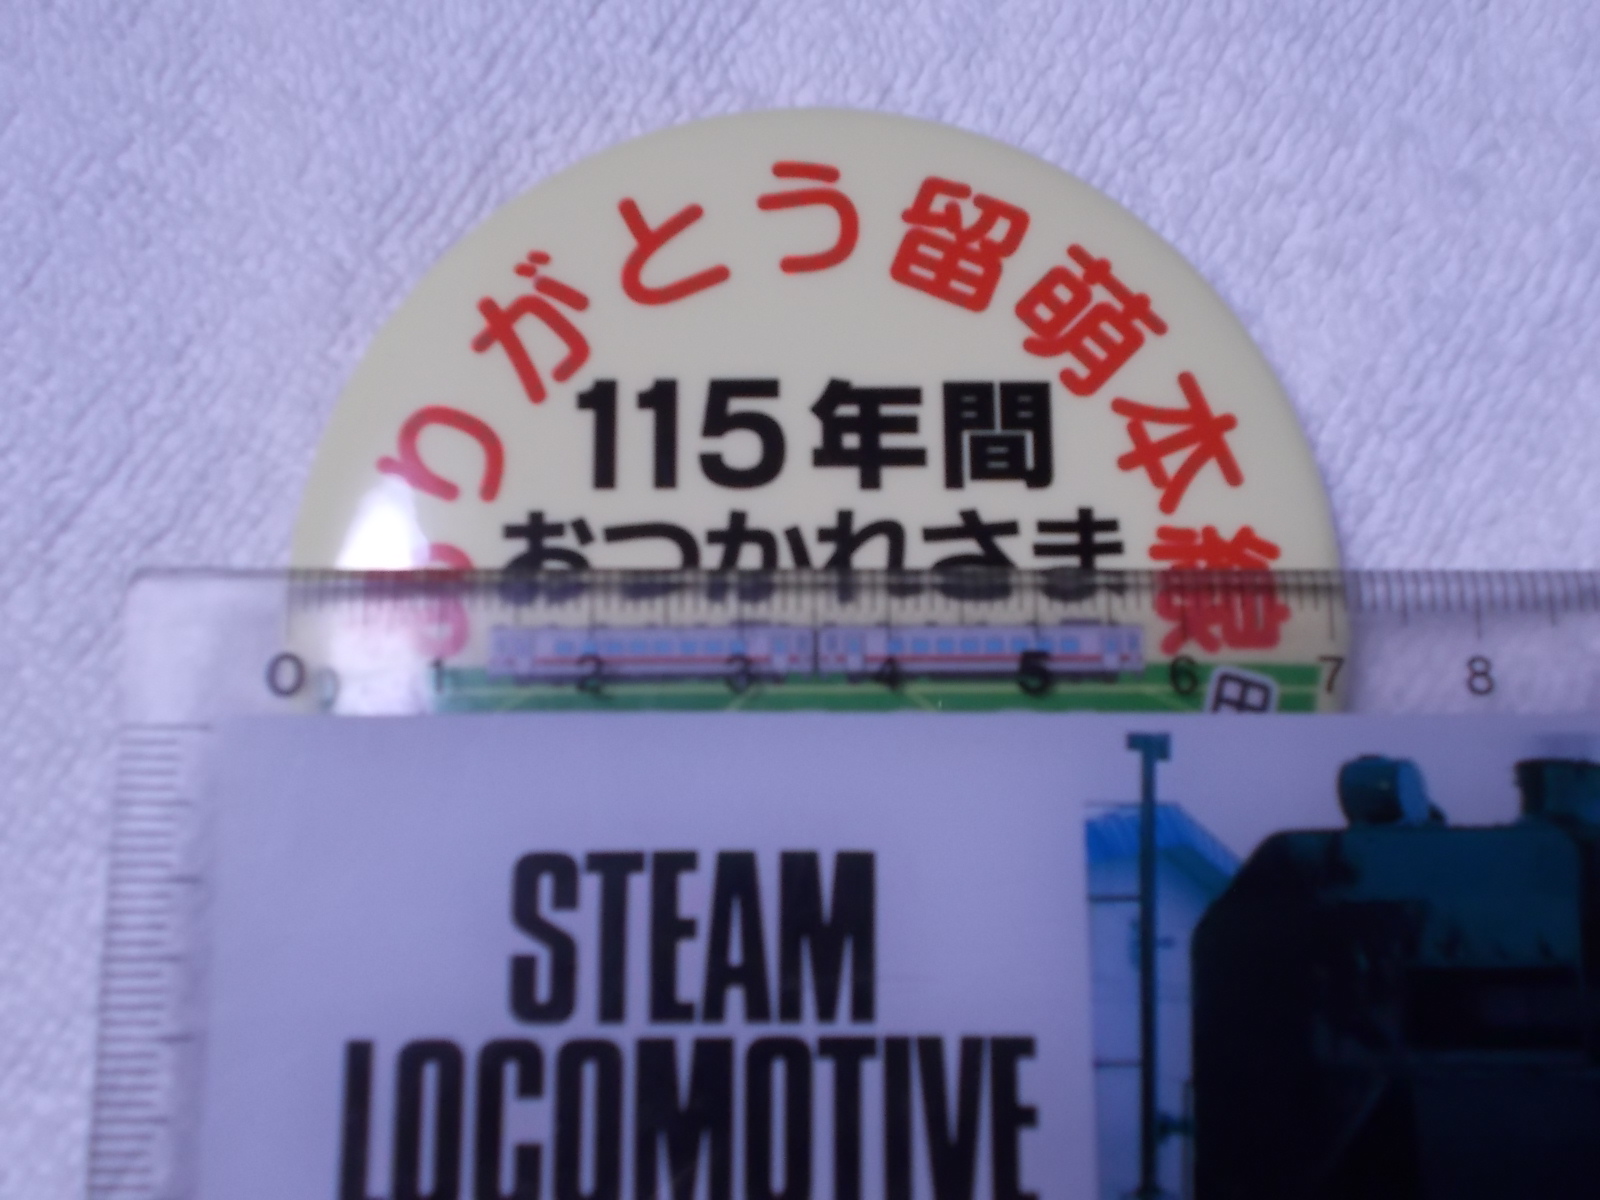 ありがとう留萌本線
115年間
おつかれさま
0 1 2 3 4 5 6 7 8
STEAM
LOCOMOTIVE